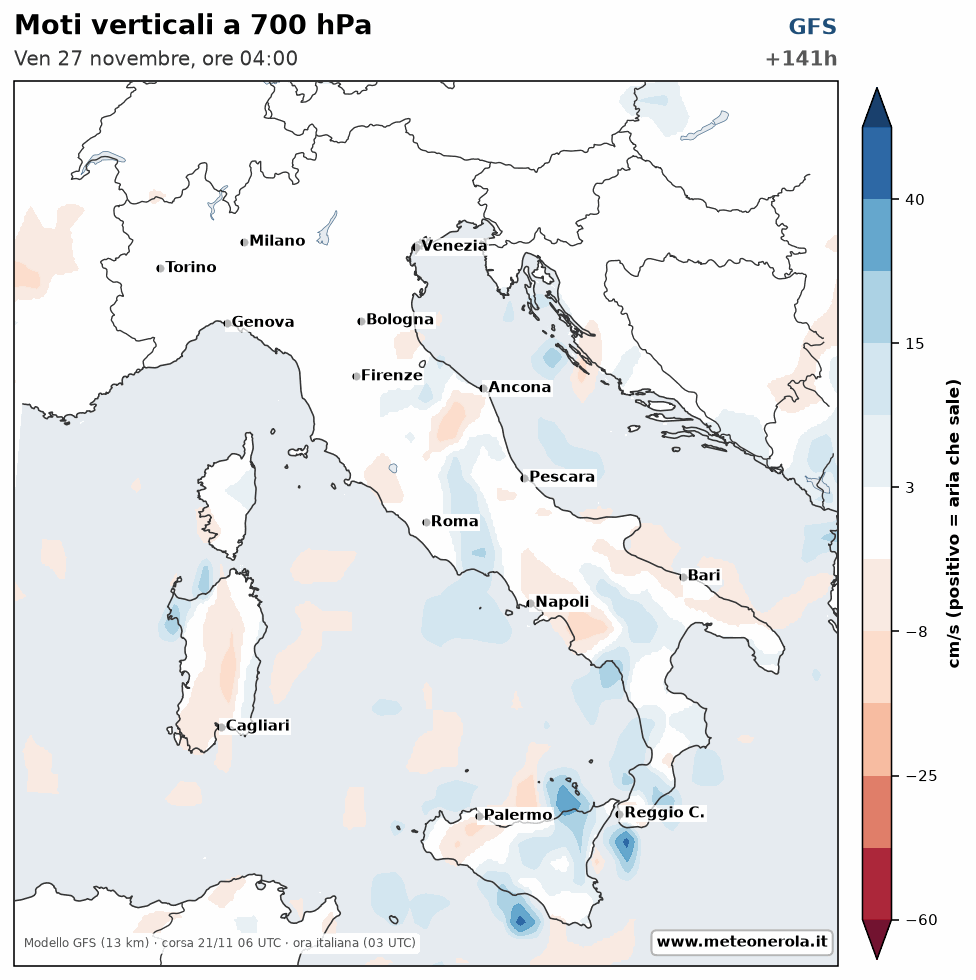 Moti verticali a 700 hPa
GFS
Ven 27 novembre, ore 04:00
+141h
Milano
Venezia
Torino
Genova
Bologna
Firenze
Ancona
Pescara
Roma
Bari
Napoli
Cagliari
Palermo
Reggio C.
40
15
3
−8
−25
−60
cm/s (positivo = aria che sale)
Modello GFS (13 km) · corsa 21/11 06 UTC · ora italiana (03 UTC)
www.meteonerola.it